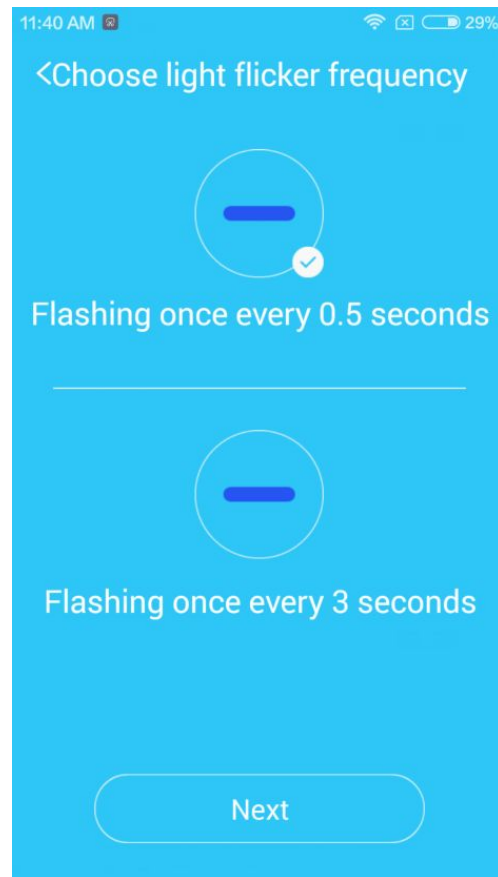 11:40 AM 29%
<Choose light flicker frequency
Flashing once every 0.5 seconds
Flashing once every 3 seconds
Next